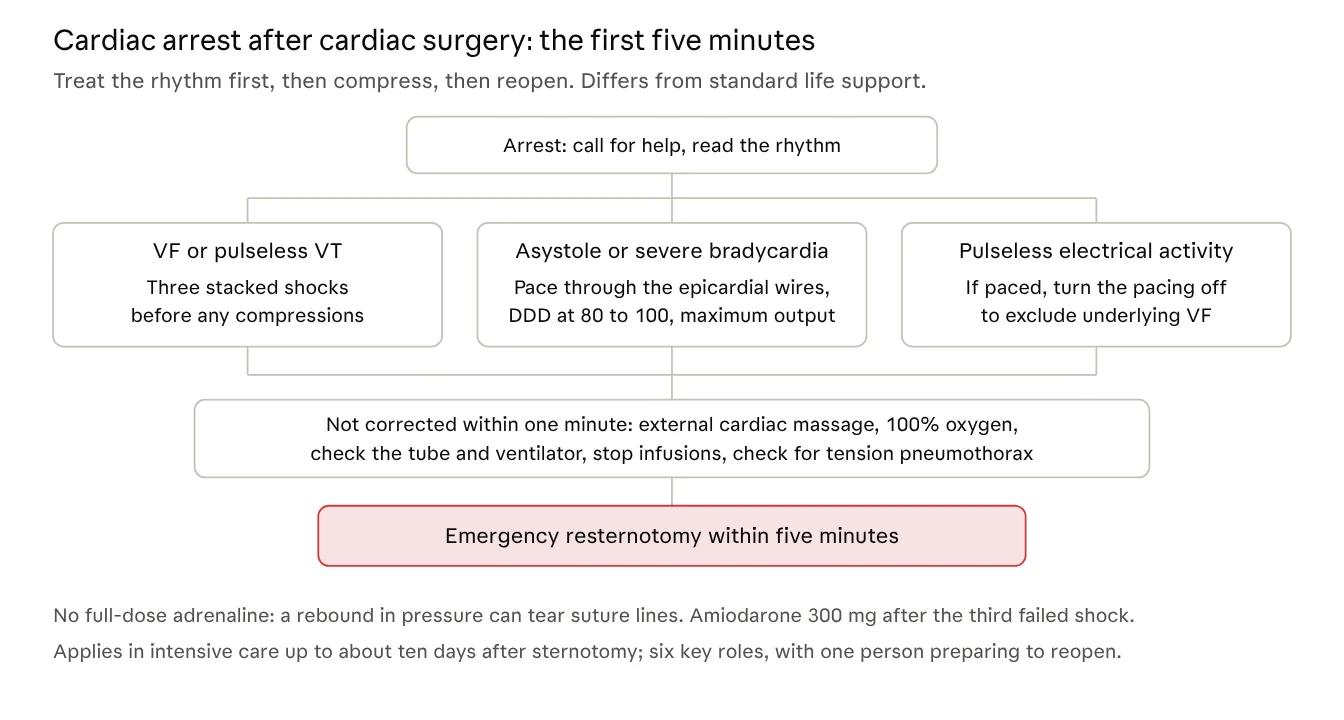 Cardiac arrest after cardiac surgery: the first five minutes
Treat the rhythm first, then compress, then reopen. Differs from standard life support.
Arrest: call for help, read the rhythm
VF or pulseless VT
Three stacked shocks
before any compressions
Asystole or severe bradycardia
Pace through the epicardial wires,
DDD at 80 to 100, maximum output
Pulseless electrical activity
If paced, turn the pacing off
to exclude underlying VF
Not corrected within one minute: external cardiac massage, 100% oxygen,
check the tube and ventilator, stop infusions, check for tension pneumothorax
Emergency resternotomy within five minutes
No full-dose adrenaline: a rebound in pressure can tear suture lines. Amiodarone 300 mg after the third failed shock.
Applies in intensive care up to about ten days after sternotomy; six key roles, with one person preparing to reopen.